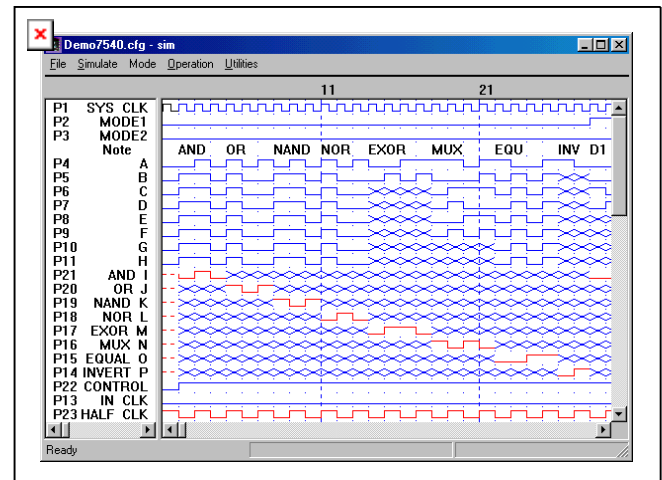 Demo7540.cfg - sim
File Simulate Mode Operation Utilities
11 21
P1 SYS CLK
P2 MODE1
P3 MODE2
Note AND OR NAND NOR EXOR MUX EQU INV D1
P4 A
P5 B
P6 C
P7 D
P8 E
P9 F
P10 G
P11 H
P21 AND I
P20 OR J
P19 NAND K
P18 NOR L
P17 EXOR M
P16 MUX N
P15 EQUAL O
P14 INVERT P
P22 CONTROL
P13 IN CLK
P23 HALF CLK
Ready